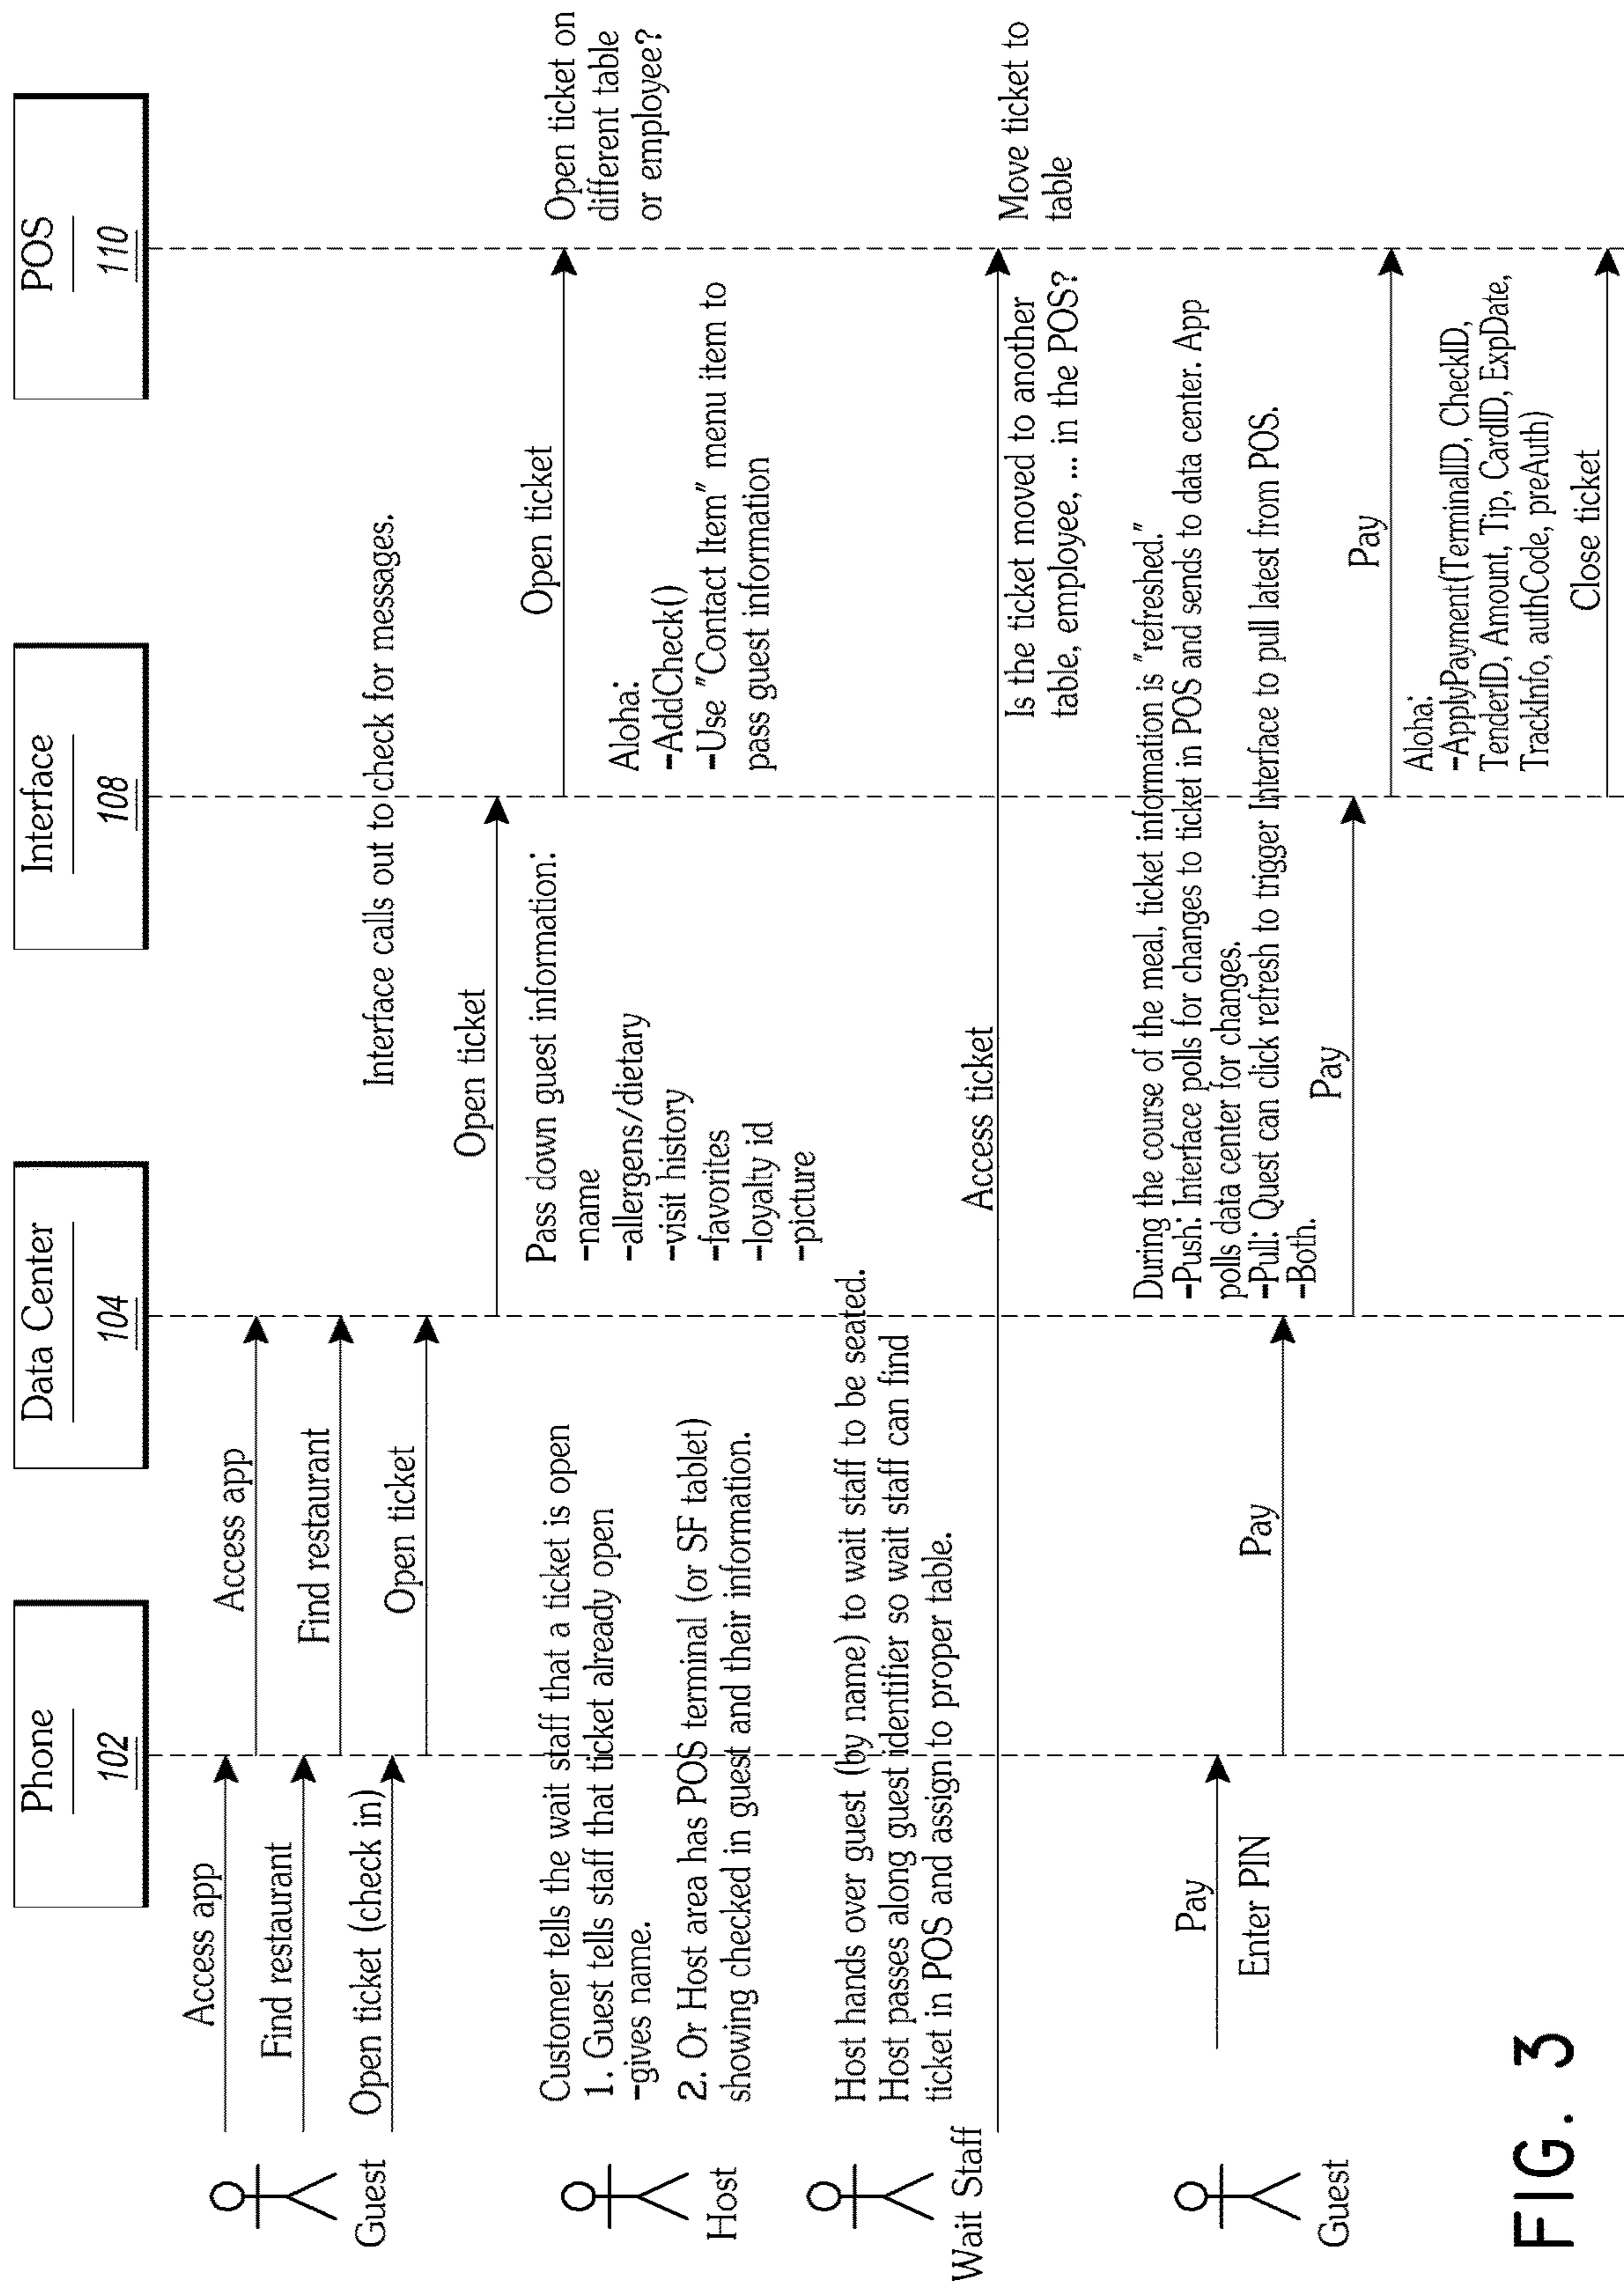 Phone
102
Data Center
104
Interface
108
POS
110
Access app
Access app
Find restaurant
Find restaurant
Open ticket (check in)
Open ticket
Guest
Interface calls out to check for messages.
Open ticket
Open ticket
Pass down guest information:
-name
-allergens/dietary
-visit history
-favorites
-loyalty id
-picture
Aloha:
-AddCheck()
-Use "Contact Item" menu item to
pass guest information
Open ticket on
different table
or employee?
Customer tells the wait staff that a ticket is open
1. Guest tells staff that ticket already open
-gives name.
2. Or Host area has POS terminal (or SF tablet)
showing checked in guest and their information.
Host
Host hands over guest (by name) to wait staff to be seated.
Host passes along guest identifier so wait staff can find
ticket in POS and assign to proper table.
Wait Staff
Access ticket
Is the ticket moved to another
table, employee, ... in the POS?
Move ticket to
table
During the course of the meal, ticket information is "refreshed."
-Push: Interface polls for changes to ticket in POS and sends to data center. App
polls data center for changes.
-Pull: Quest can click refresh to trigger Interface to pull latest from POS.
-Both.
Pay
Enter PIN
Guest
Pay
Pay
Pay
Aloha:
-ApplyPayment(TerminalID, CheckID,
TenderID, Amount, Tip, CardID, ExpDate,
TrackInfo, authCode, preAuth)
Close ticket
FIG. 3